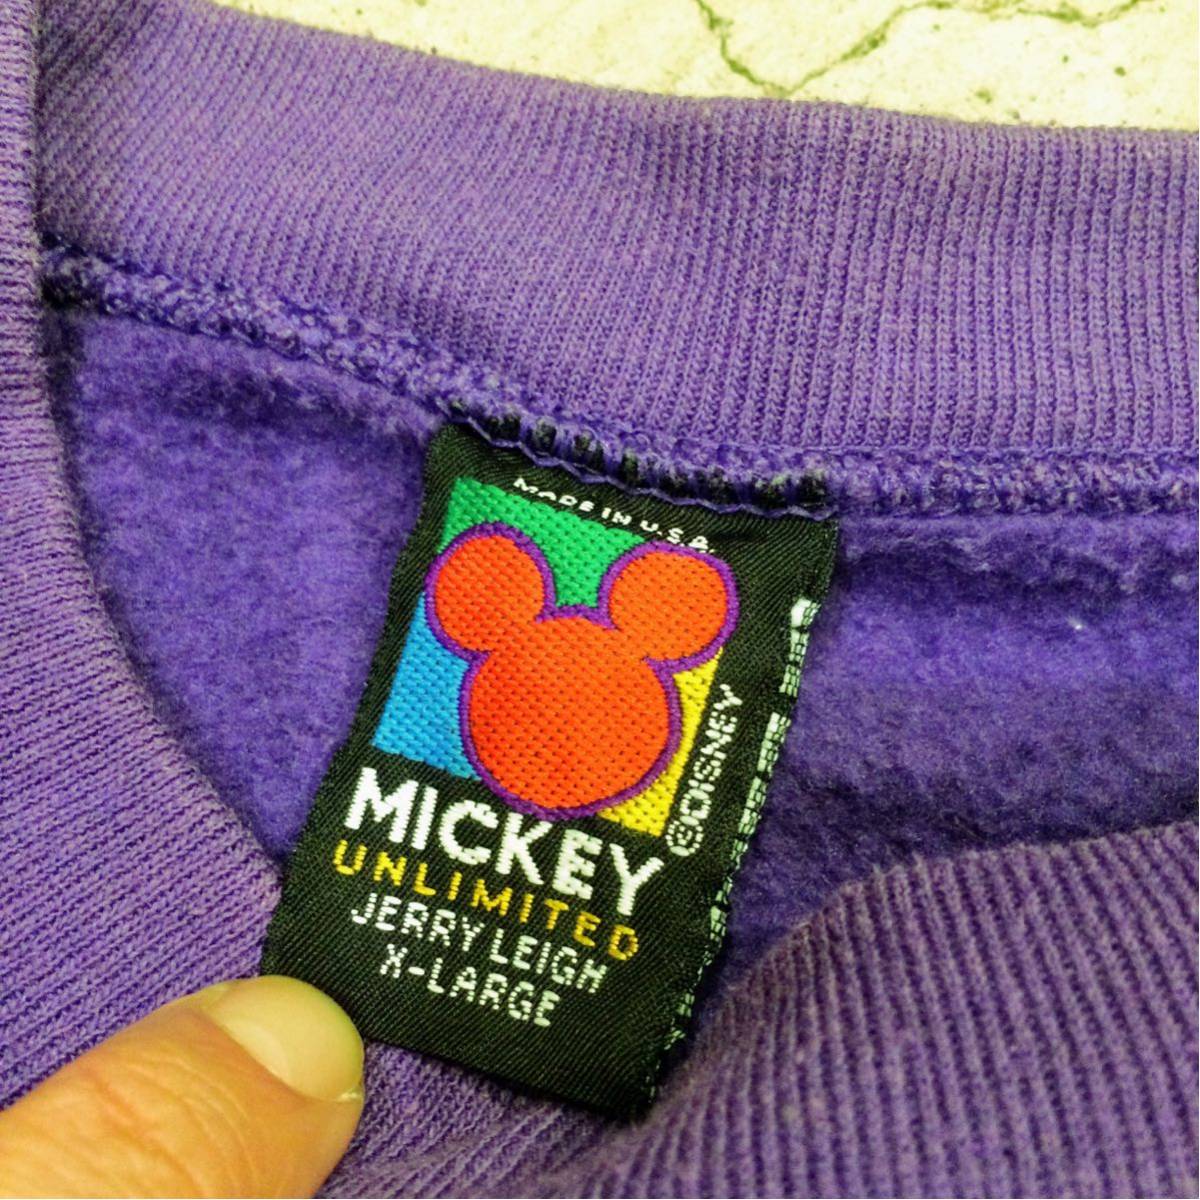 MADE IN U.S.A.
©DISNEY
MICKEY
UNLIMITED
JERRY LEIGH
X-LARGE